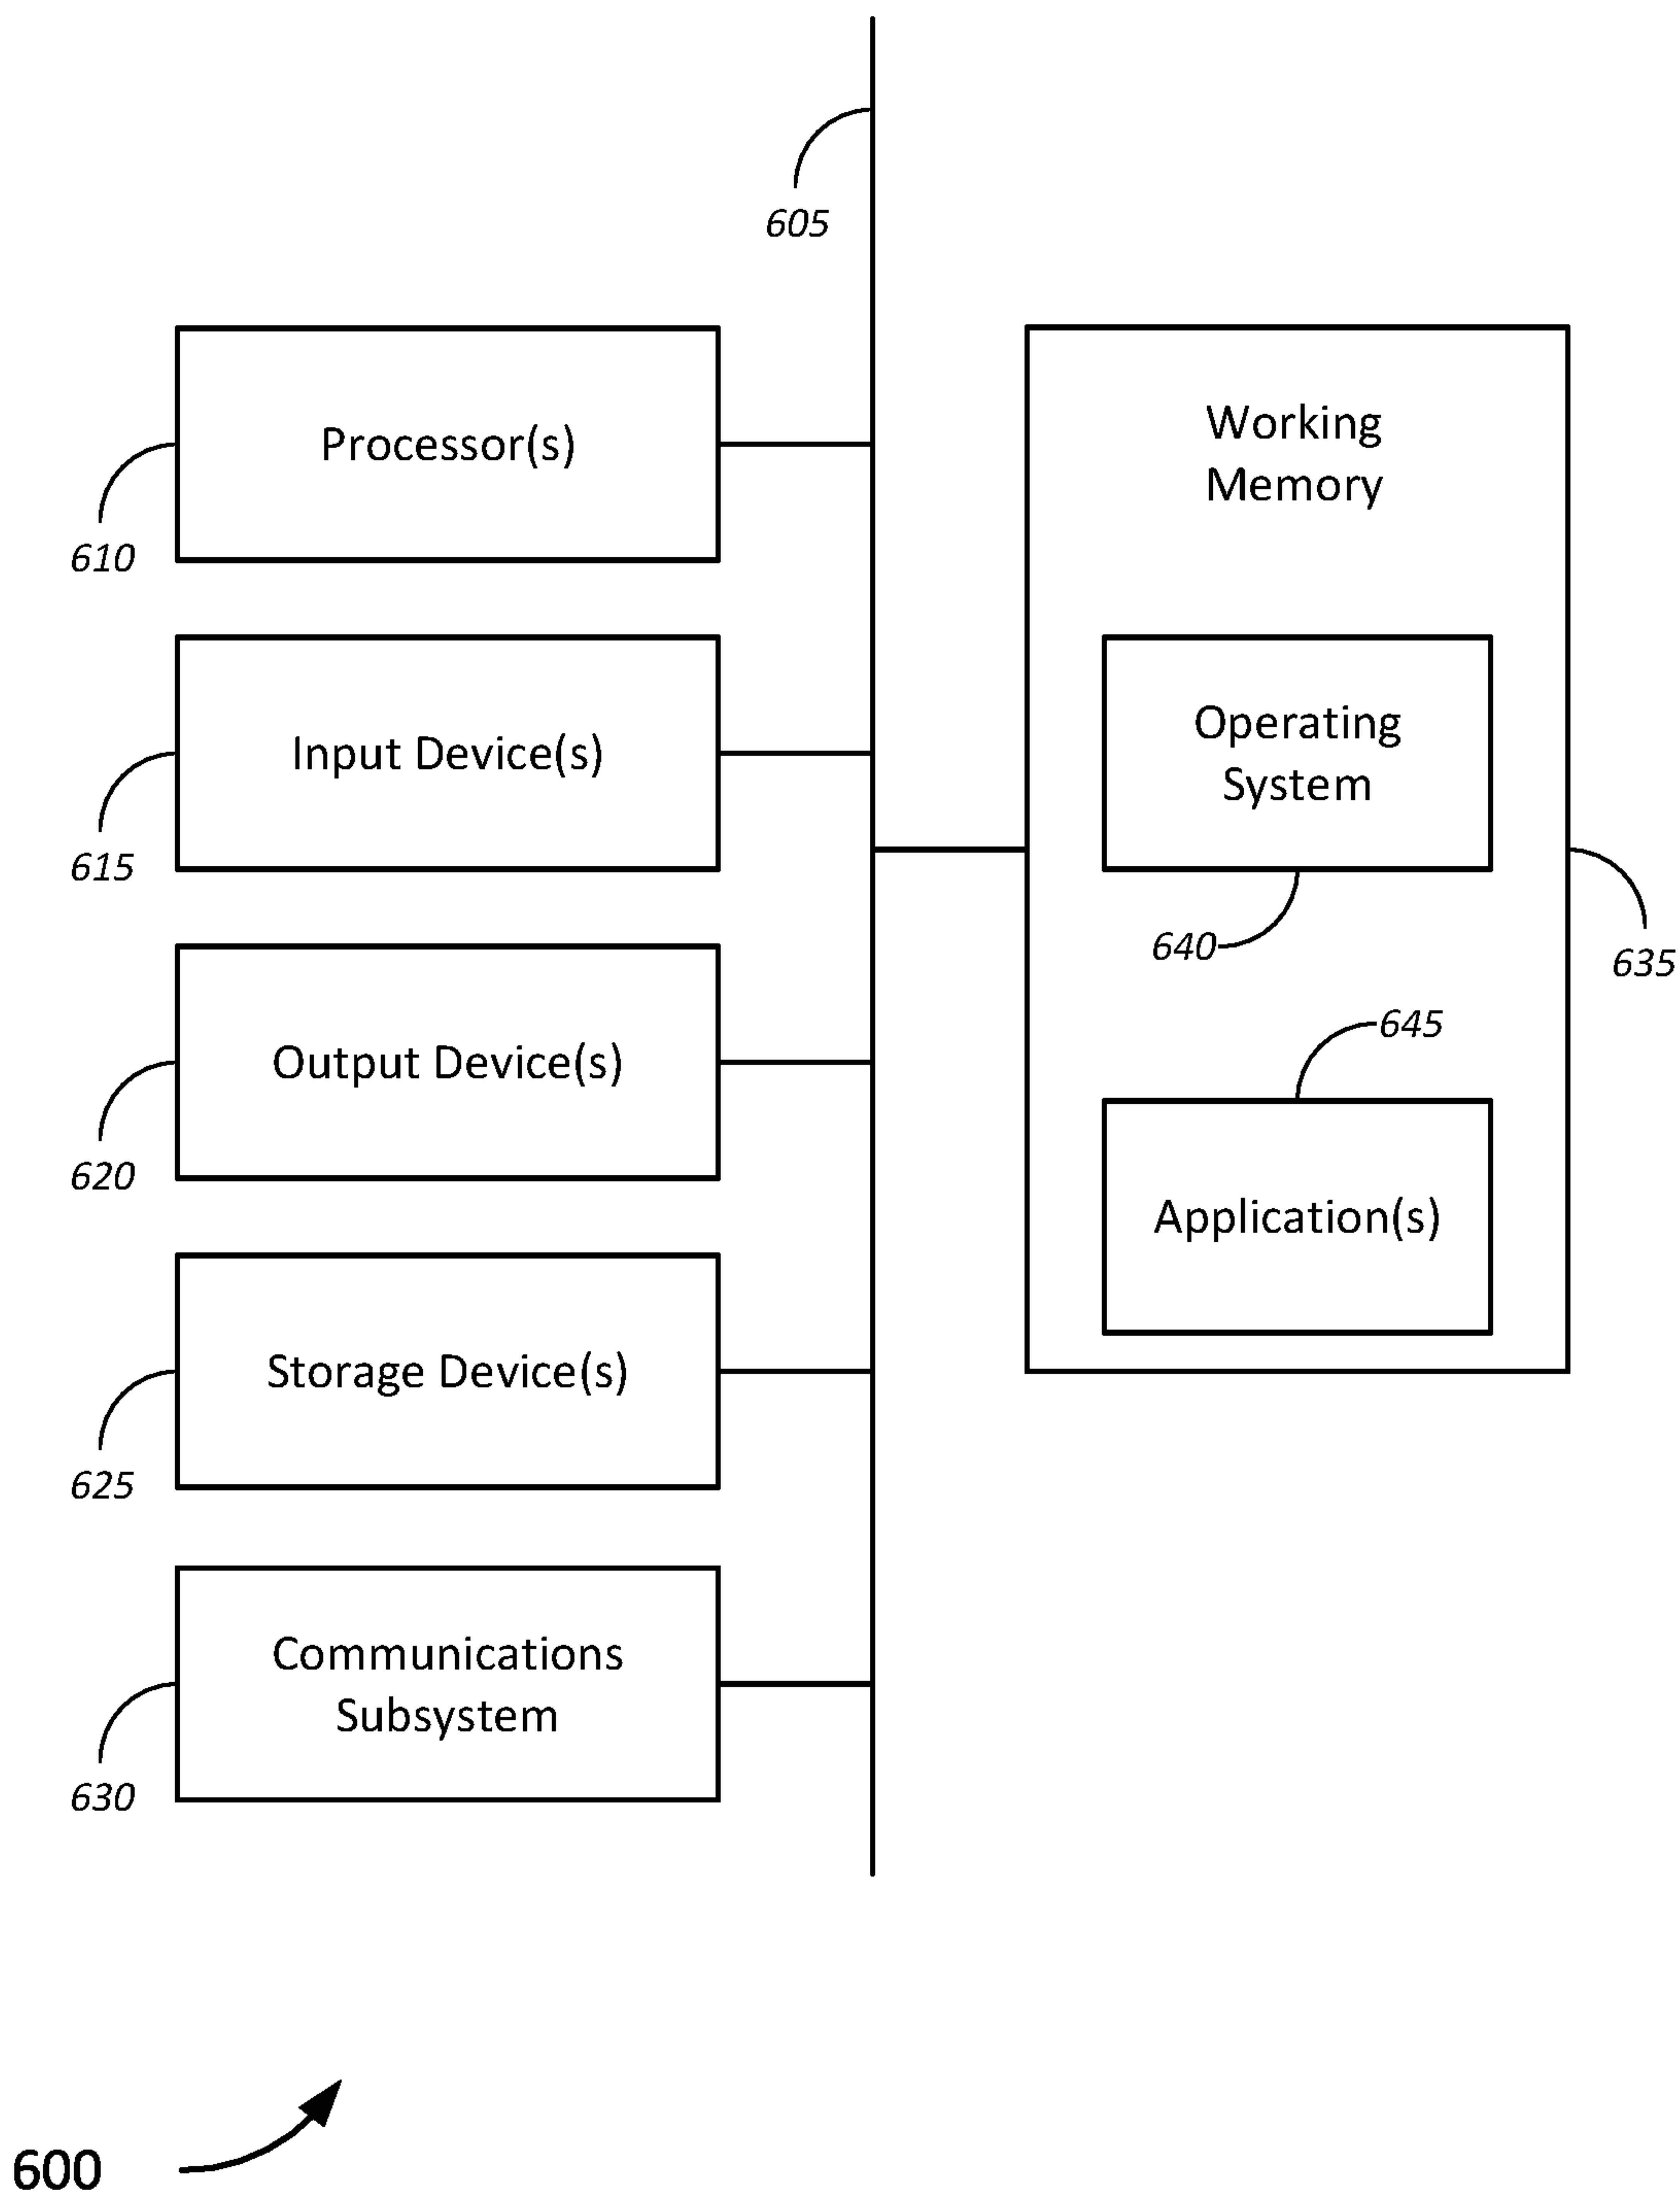 605
Processor(s)
610
Input Device(s)
615
Output Device(s)
620
Storage Device(s)
625
Communications
Subsystem
630
Working
Memory
Operating
System
640
635
645
Application(s)
600